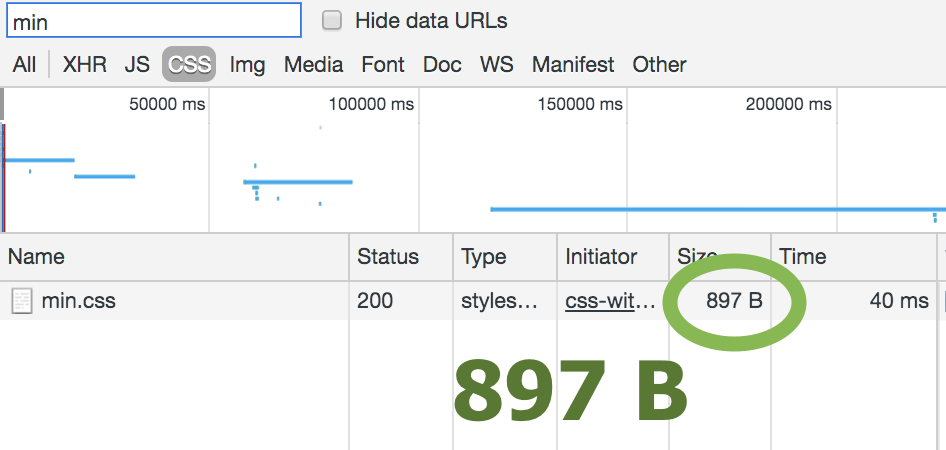 min Hide data URLs
All XHR JS CSS Img Media Font Doc WS Manifest Other
50000 ms 100000 ms 150000 ms 200000 ms
Name Status Type Initiator Size Time
min.css 200 styles... css-wit... 897 B 40 ms
897 B